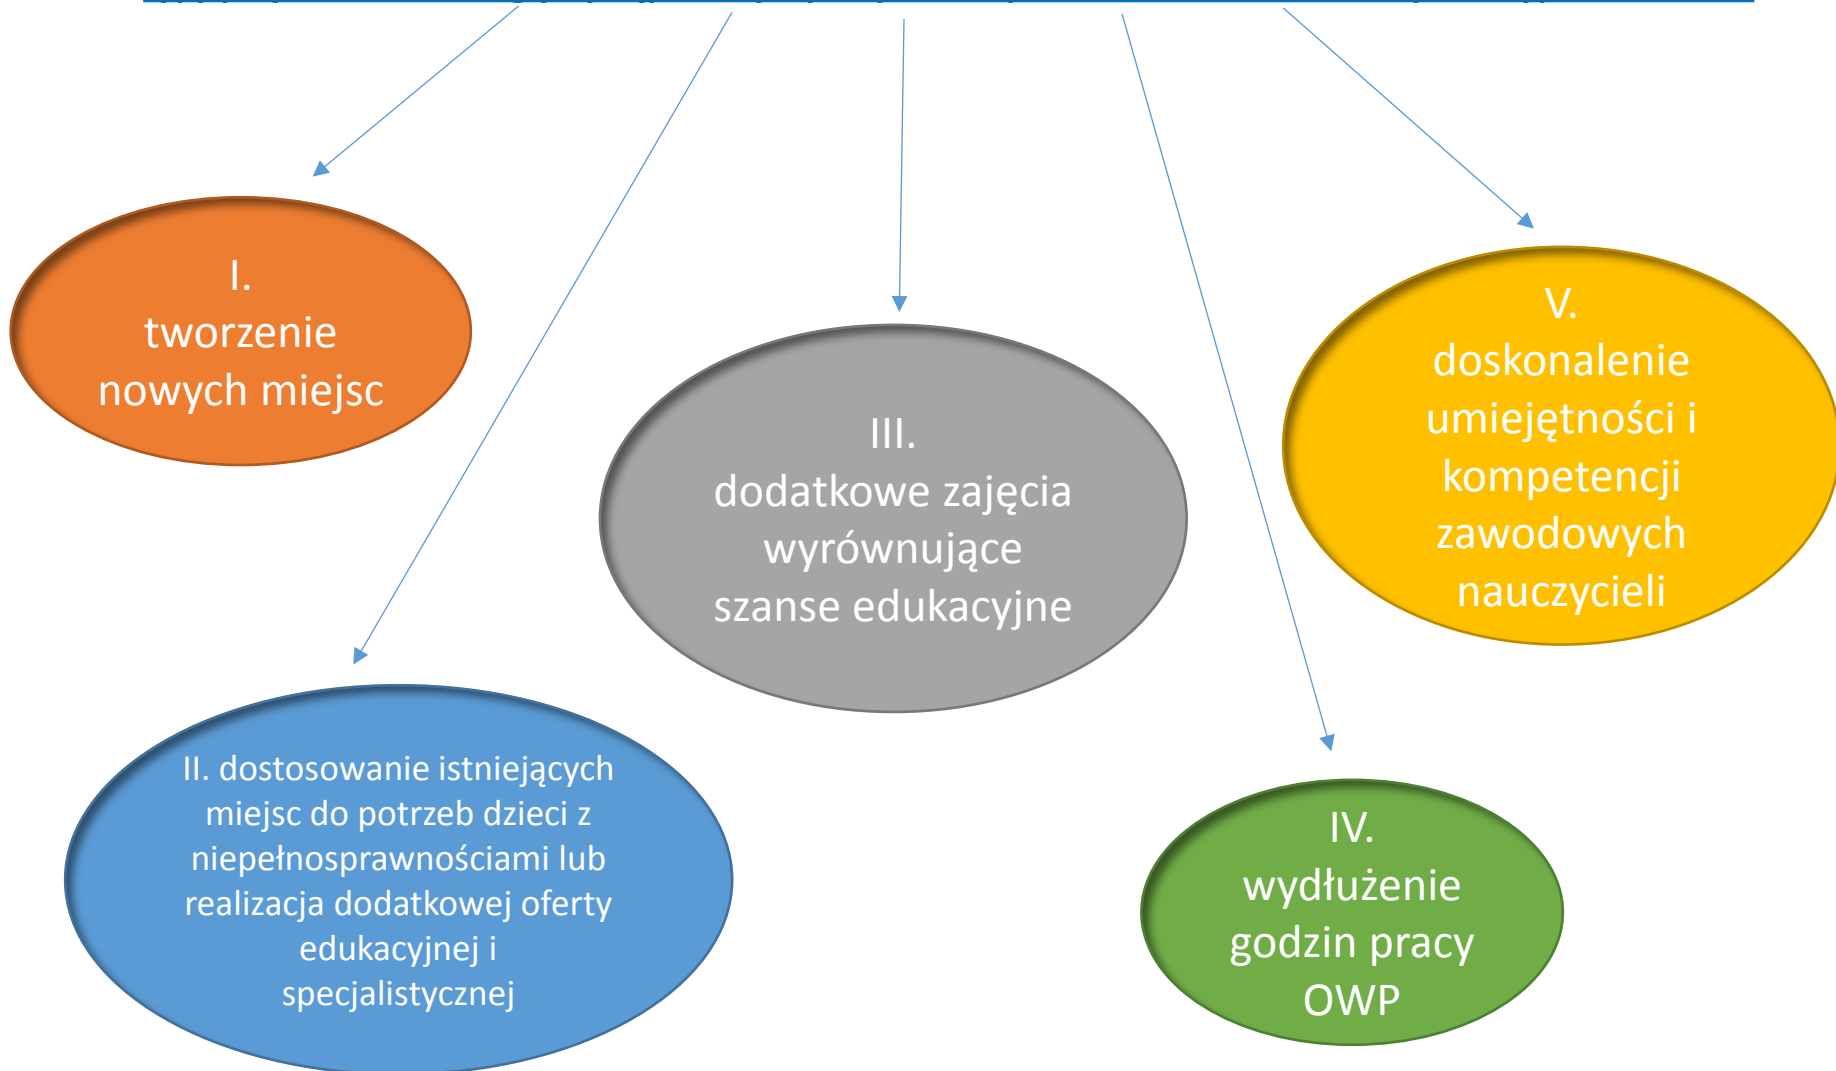 I.
tworzenie
nowych miejsc
II. dostosowanie istniejących
miejsc do potrzeb dzieci z
niepełnosprawnościami lub
realizacja dodatkowej oferty
edukacyjnej i
specjalistycznej
III.
dodatkowe zajęcia
wyrównujące
szanse edukacyjne
IV.
wydłużenie
godzin pracy
OWP
V.
doskonalenie
umiejętności i
kompetencji
zawodowych
nauczycieli